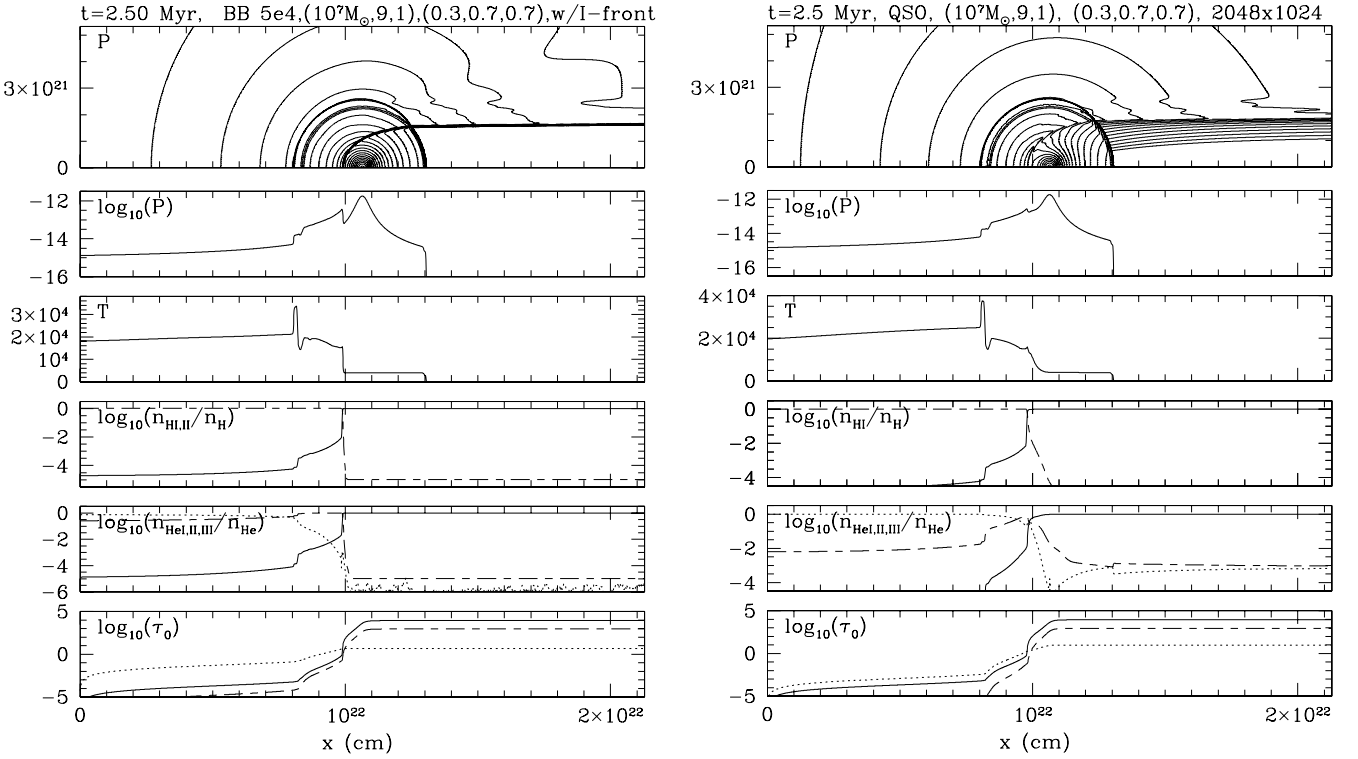 t=2.50 Myr, BB 5e4,(10⁷M⊙,9,1),(0.3,0.7,0.7),w/I-front
P
3×10²¹
0
−12
log₁₀(P)
−14
−16
3×10⁴
T
2×10⁴
10⁴
0
0
log₁₀(n_HI,II/n_H)
−2
−4
0
log₁₀(n_HeI,II,III/n_He)
−2
−4
−6
5
log₁₀(τ₀)
0
−5
0
10²²
2×10²²
x (cm)
t=2.5 Myr, QSO, (10⁷M⊙,9,1), (0.3,0.7,0.7), 2048x1024
P
3×10²¹
0
−12
log₁₀(P)
−14
−16
4×10⁴
T
2×10⁴
0
0
log₁₀(n_HI/n_H)
−2
−4
0
log₁₀(n_HeI,II,III/n_He)
−2
−4
5
log₁₀(τ₀)
0
−5
0
10²²
2×10²²
x (cm)